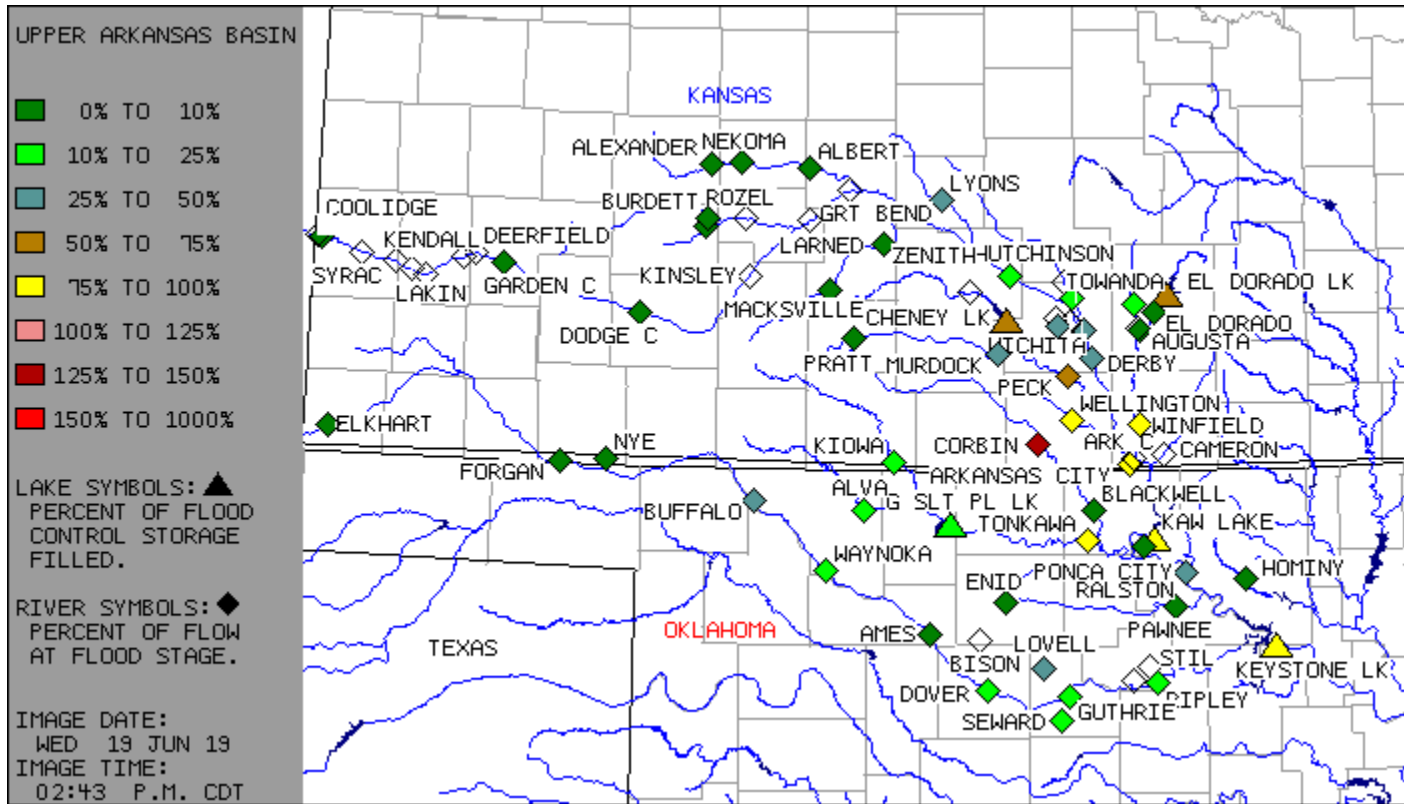 UPPER ARKANSAS BASIN
0% TO 10%
10% TO 25%
25% TO 50%
50% TO 75%
75% TO 100%
100% TO 125%
125% TO 150%
150% TO 1000%
LAKE SYMBOLS:
PERCENT OF FLOOD
CONTROL STORAGE
FILLED.
RIVER SYMBOLS:
PERCENT OF FLOW
AT FLOOD STAGE.
IMAGE DATE:
WED 19 JUN 19
IMAGE TIME:
02:43 P.M. CDT
KANSAS
ALEXANDER
NEKOMA
ALBERT
LYONS
BURDETT
ROZEL
GRT BEND
COOLIDGE
KENDALL
DEERFIELD
LARNED
ZENITH
HUTCHINSON
SYRAC
LAKIN
GARDEN C
KINSLEY
TOWANDA
EL DORADO LK
MACKSVILLE
CHENEY LK
EL DORADO
DODGE C
WICHITA
AUGUSTA
PRATT
MURDOCK
DERBY
PECK
ELKHART
WELLINGTON
WINFIELD
KIOWA
CORBIN
ARK C
CAMERON
NYE
FORGAN
ARKANSAS CITY
ALVA
G SLT PL LK
BLACKWELL
BUFFALO
TONKAWA
KAW LAKE
WAYNOKA
PONCA CITY
HOMINY
ENID
RALSTON
OKLAHOMA
AMES
PAWNEE
TEXAS
BISON
LOVELL
STIL
KEYSTONE LK
DOVER
RIPLEY
GUTHRIE
SEWARD